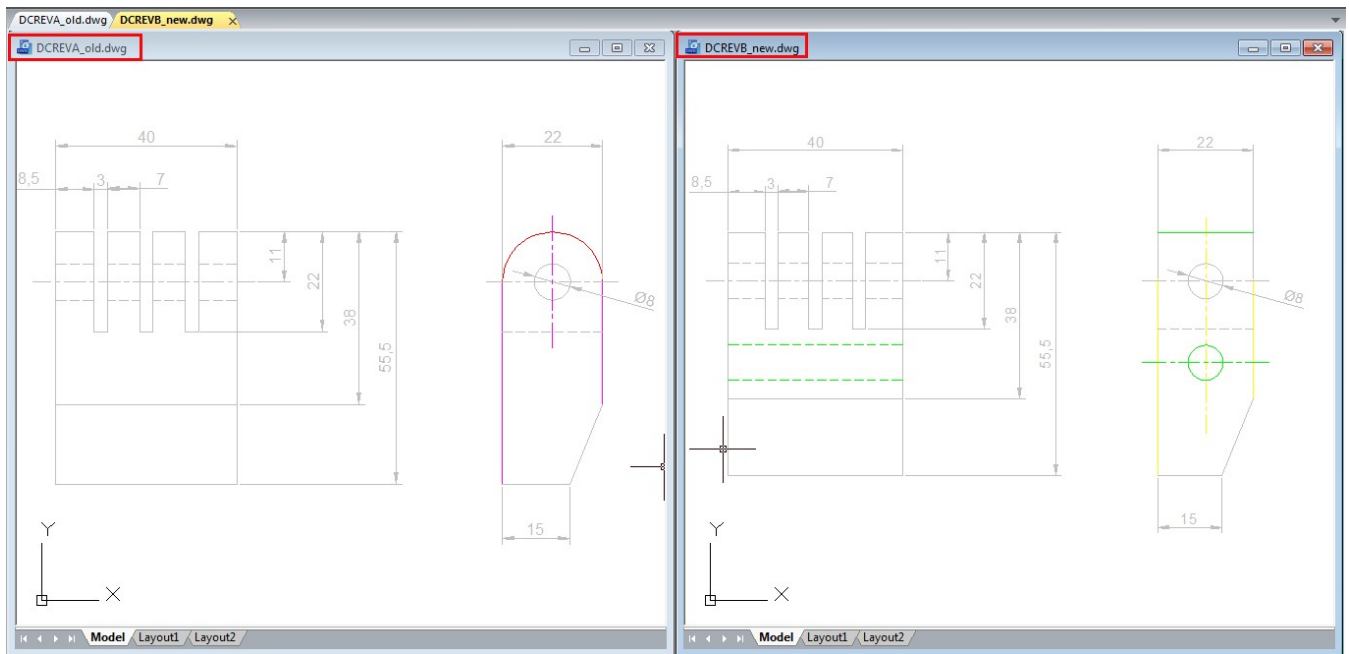 DCREVA_old.dwg DCREVB_new.dwg
DCREVA_old.dwg
40
22
8,5
3
7
11
22
38
55,5
Ø8
15
Y
X
Model Layout1 Layout2
DCREVB_new.dwg
40
22
8,5
3
7
11
22
38
55,5
Ø8
15
Y
X
Model Layout1 Layout2